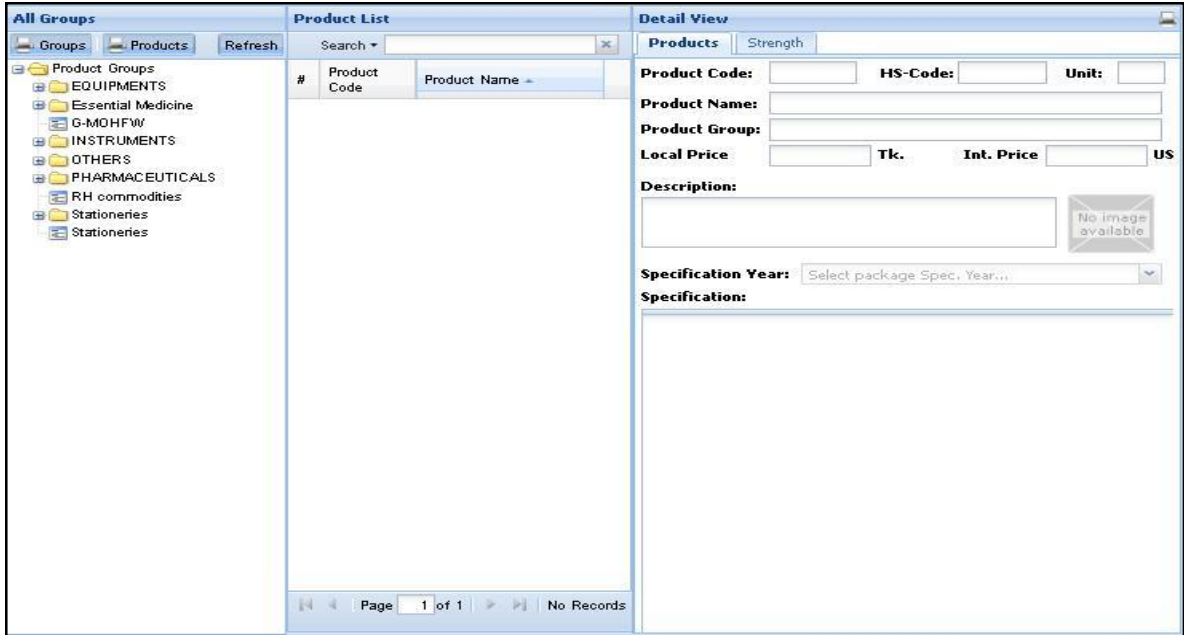 All Groups
Groups Products Refresh
Product Groups
EQUIPMENTS
Essential Medicine
G-MOHFW
INSTRUMENTS
OTHERS
PHARMACEUTICALS
RH commodities
Stationeries
Stationeries
Product List
Search
# Product Code Product Name
Page 1 of 1 No Records
Detail View
Products Strength
Product Code: HS-Code: Unit:
Product Name:
Product Group:
Local Price Tk. Int. Price US
Description:
No image
available
Specification Year: Select package Spec. Year...
Specification: